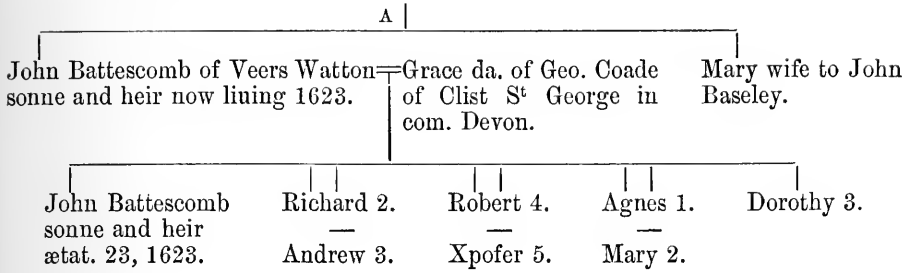 A
John Battescomb of Veers Watton
sonne and heir now liuing 1623.
Grace da. of Geo. Coade
of Clist St George in
com. Devon.
Mary wife to John
Baseley.
John Battescomb
sonne and heir
ætat. 23, 1623.
Richard 2.
Andrew 3.
Robert 4.
Xpofer 5.
Agnes 1.
Mary 2.
Dorothy 3.